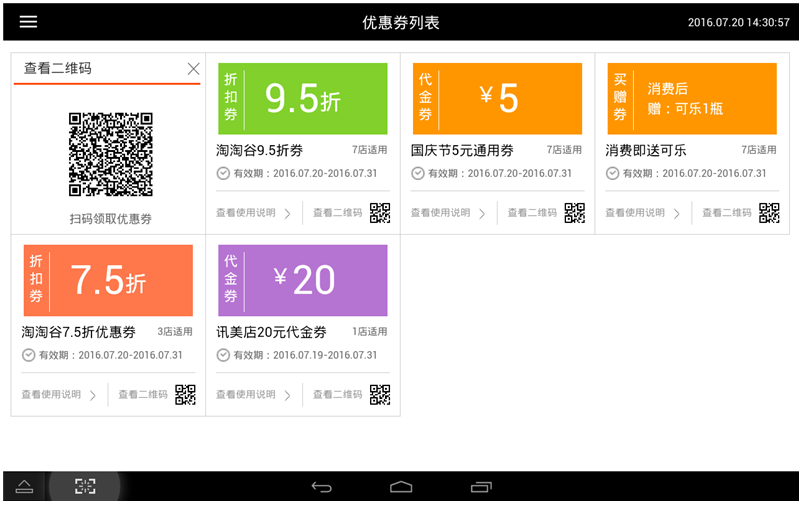 优惠券列表
2016.07.20 14:30:57
查看二维码
扫码领取优惠券
折扣券
9.5折
淘淘谷9.5折券
7店适用
有效期：2016.07.20-2016.07.31
查看使用说明
查看二维码
代金券
￥5
国庆节5元通用券
7店适用
有效期：2016.07.20-2016.07.31
查看使用说明
查看二维码
买赠券
消费后
赠：可乐1瓶
消费即送可乐
7店适用
有效期：2016.07.20-2016.07.31
查看使用说明
查看二维码
折扣券
7.5折
淘淘谷7.5折优惠券
3店适用
有效期：2016.07.20-2016.07.31
查看使用说明
查看二维码
代金券
￥20
讯美店20元代金券
1店适用
有效期：2016.07.19-2016.07.31
查看使用说明
查看二维码